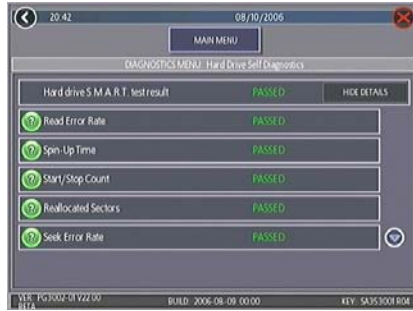 20:42 08/10/2006
MAIN MENU
DIAGNOSTICS MENU: Hard Drive Self Diagnostics
Hard drive S.M.A.R.T. test result PASSED HIDE DETAILS
Read Error Rate PASSED
Spin-Up Time PASSED
Start/Stop Count PASSED
Reallocated Sectors PASSED
Seek Error Rate PASSED
VER: PG3002-01 V22.00 BUILD: 2006-08-09 00:00 KEY: SA3S3001 R04
BETA